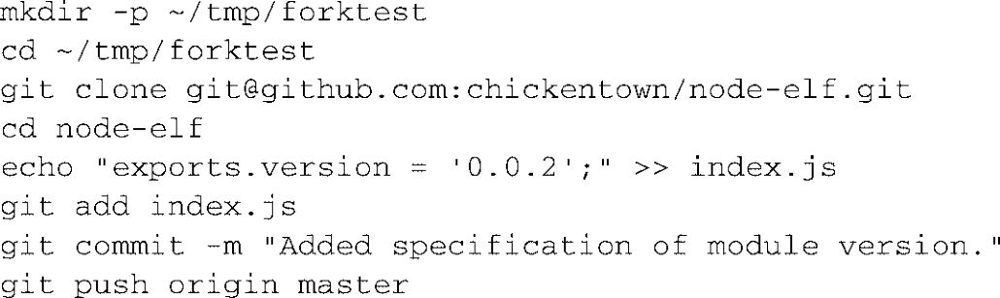 mkdir -p ~/tmp/forktest
cd ~/tmp/forktest
git clone git@github.com:chickentown/node-elf.git
cd node-elf
echo "exports.version = '0.0.2';" >> index.js
git add index.js
git commit -m "Added specification of module version."
git push origin master